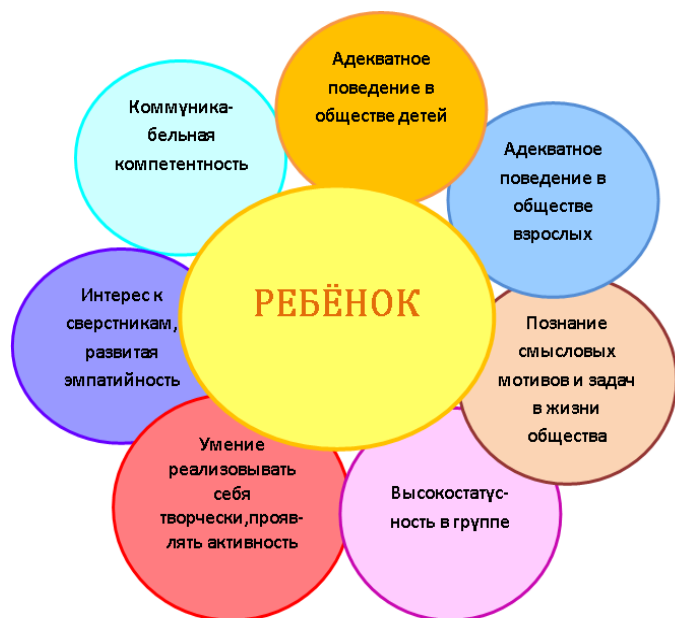 Адекватное
поведение в
обществе детей
Адекватное
поведение в
обществе
взрослых
Познание
смысловых
мотивов и задач
в жизни
общества
Высокостатус-
ность в группе
Умение
реализовывать
себя
творчески,прояв-
лять активность
Интерес к
сверстникам,
развитая
эмпатийность
Коммуника-
бельная
компетентность
РЕБЁНОК